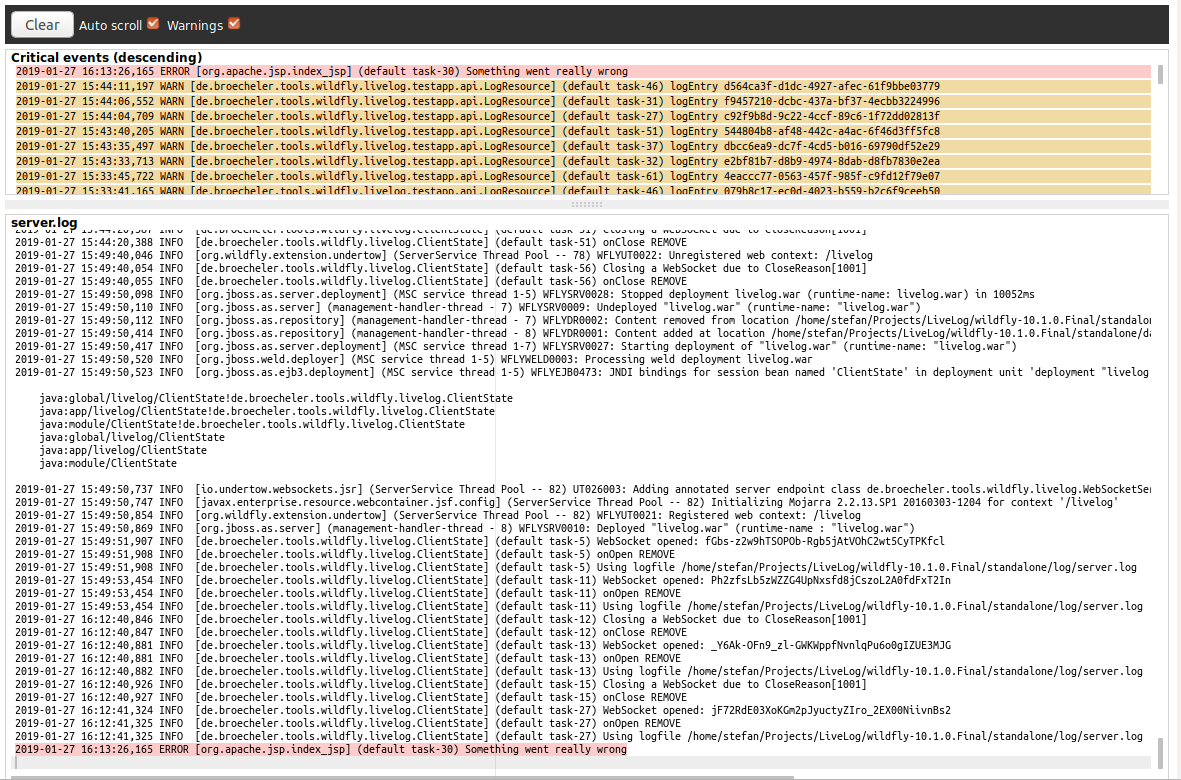 Clear Auto scroll Warnings
Critical events (descending)
2019-01-27 16:13:26,165 ERROR [org.apache.jsp.index_jsp] (default task-30) Something went really wrong
2019-01-27 15:44:11,197 WARN [de.broecheler.tools.wildfly.livelog.testapp.api.LogResource] (default task-46) logEntry d564ca3f-d1dc-4927-afec-61f9bbe03779
2019-01-27 15:44:06,552 WARN [de.broecheler.tools.wildfly.livelog.testapp.api.LogResource] (default task-31) logEntry f9457210-dcbc-437a-bf37-4ecbb3224996
2019-01-27 15:44:04,709 WARN [de.broecheler.tools.wildfly.livelog.testapp.api.LogResource] (default task-27) logEntry c92f9b8d-9c22-4ccf-89c6-1f72dd02813f
2019-01-27 15:43:40,205 WARN [de.broecheler.tools.wildfly.livelog.testapp.api.LogResource] (default task-51) logEntry 544804b8-af48-442c-a4ac-6f46d3ff5fc8
2019-01-27 15:43:35,497 WARN [de.broecheler.tools.wildfly.livelog.testapp.api.LogResource] (default task-37) logEntry dbcc6ea9-dc7f-4cd5-b016-69790df52e29
2019-01-27 15:43:33,713 WARN [de.broecheler.tools.wildfly.livelog.testapp.api.LogResource] (default task-32) logEntry e2bf81b7-d8b9-4974-8dab-d8fb7830e2ea
2019-01-27 15:33:45,722 WARN [de.broecheler.tools.wildfly.livelog.testapp.api.LogResource] (default task-61) logEntry 4eaccc77-0563-457f-985f-c9fd12f79e07
2019-01-27 15:33:41,165 WARN [de.broecheler.tools.wildfly.livelog.testapp.api.LogResource] (default task-46) logEntry 079b8c17-ec0d-4023-b559-b2c6f9ceeb50
server.log
2019-01-27 15:44:20,387 INFO [de.broecheler.tools.wildfly.livelog.ClientState] (default task-51) Closing a WebSocket due to CloseReason[1001]
2019-01-27 15:44:20,388 INFO [de.broecheler.tools.wildfly.livelog.ClientState] (default task-51) onClose REMOVE
2019-01-27 15:49:40,046 INFO [org.wildfly.extension.undertow] (ServerService Thread Pool -- 78) WFLYUT0022: Unregistered web context: /livelog
2019-01-27 15:49:40,054 INFO [de.broecheler.tools.wildfly.livelog.ClientState] (default task-56) Closing a WebSocket due to CloseReason[1001]
2019-01-27 15:49:40,055 INFO [de.broecheler.tools.wildfly.livelog.ClientState] (default task-56) onClose REMOVE
2019-01-27 15:49:50,098 INFO [org.jboss.as.server.deployment] (MSC service thread 1-5) WFLYSRV0028: Stopped deployment livelog.war (runtime-name: livelog.war) in 10052ms
2019-01-27 15:49:50,110 INFO [org.jboss.as.server] (management-handler-thread - 7) WFLYSRV0009: Undeployed "livelog.war" (runtime-name: "livelog.war")
2019-01-27 15:49:50,112 INFO [org.jboss.as.repository] (management-handler-thread - 7) WFLYDR0002: Content removed from location /home/stefan/Projects/LiveLog/wildfly-10.1.0.Final/standalon
2019-01-27 15:49:50,414 INFO [org.jboss.as.repository] (management-handler-thread - 8) WFLYDR0001: Content added at location /home/stefan/Projects/LiveLog/wildfly-10.1.0.Final/standalone/da
2019-01-27 15:49:50,417 INFO [org.jboss.as.server.deployment] (MSC service thread 1-7) WFLYSRV0027: Starting deployment of "livelog.war" (runtime-name: "livelog.war")
2019-01-27 15:49:50,520 INFO [org.jboss.weld.deployer] (MSC service thread 1-5) WFLYWELD0003: Processing weld deployment livelog.war
2019-01-27 15:49:50,523 INFO [org.jboss.as.ejb3.deployment] (MSC service thread 1-5) WFLYEJB0473: JNDI bindings for session bean named 'ClientState' in deployment unit 'deployment "livelog
java:global/livelog/ClientState!de.broecheler.tools.wildfly.livelog.ClientState
java:app/livelog/ClientState!de.broecheler.tools.wildfly.livelog.ClientState
java:module/ClientState!de.broecheler.tools.wildfly.livelog.ClientState
java:global/livelog/ClientState
java:app/livelog/ClientState
java:module/ClientState
2019-01-27 15:49:50,737 INFO [io.undertow.websockets.jsr] (ServerService Thread Pool -- 82) UT026003: Adding annotated server endpoint class de.broecheler.tools.wildfly.livelog.WebSocketSer
2019-01-27 15:49:50,747 INFO [javax.enterprise.resource.webcontainer.jsf.config] (ServerService Thread Pool -- 82) Initializing Mojarra 2.2.13.SP1 20160303-1204 for context '/livelog'
2019-01-27 15:49:50,854 INFO [org.wildfly.extension.undertow] (ServerService Thread Pool -- 82) WFLYUT0021: Registered web context: /livelog
2019-01-27 15:49:50,869 INFO [org.jboss.as.server] (management-handler-thread - 8) WFLYSRV0010: Deployed "livelog.war" (runtime-name : "livelog.war")
2019-01-27 15:49:51,907 INFO [de.broecheler.tools.wildfly.livelog.ClientState] (default task-5) WebSocket opened: fGbs-z2w9hTSOPOb-Rgb5jAtVOhC2wt5CyTPKfcl
2019-01-27 15:49:51,908 INFO [de.broecheler.tools.wildfly.livelog.ClientState] (default task-5) onOpen REMOVE
2019-01-27 15:49:51,908 INFO [de.broecheler.tools.wildfly.livelog.ClientState] (default task-5) Using logfile /home/stefan/Projects/LiveLog/wildfly-10.1.0.Final/standalone/log/server.log
2019-01-27 15:49:53,454 INFO [de.broecheler.tools.wildfly.livelog.ClientState] (default task-11) WebSocket opened: Ph2zfsLb5zWZZG4UpNxsfd8jCszoL2A0fdFxT2In
2019-01-27 15:49:53,454 INFO [de.broecheler.tools.wildfly.livelog.ClientState] (default task-11) onOpen REMOVE
2019-01-27 15:49:53,454 INFO [de.broecheler.tools.wildfly.livelog.ClientState] (default task-11) Using logfile /home/stefan/Projects/LiveLog/wildfly-10.1.0.Final/standalone/log/server.log
2019-01-27 16:12:40,846 INFO [de.broecheler.tools.wildfly.livelog.ClientState] (default task-12) Closing a WebSocket due to CloseReason[1001]
2019-01-27 16:12:40,847 INFO [de.broecheler.tools.wildfly.livelog.ClientState] (default task-12) onClose REMOVE
2019-01-27 16:12:40,881 INFO [de.broecheler.tools.wildfly.livelog.ClientState] (default task-13) WebSocket opened: _Y6Ak-OFn9_zl-GWKWppfNvnlqPu6o0gIZUE3MJG
2019-01-27 16:12:40,881 INFO [de.broecheler.tools.wildfly.livelog.ClientState] (default task-13) onOpen REMOVE
2019-01-27 16:12:40,882 INFO [de.broecheler.tools.wildfly.livelog.ClientState] (default task-13) Using logfile /home/stefan/Projects/LiveLog/wildfly-10.1.0.Final/standalone/log/server.log
2019-01-27 16:12:40,926 INFO [de.broecheler.tools.wildfly.livelog.ClientState] (default task-15) Closing a WebSocket due to CloseReason[1001]
2019-01-27 16:12:40,927 INFO [de.broecheler.tools.wildfly.livelog.ClientState] (default task-15) onClose REMOVE
2019-01-27 16:12:41,324 INFO [de.broecheler.tools.wildfly.livelog.ClientState] (default task-27) WebSocket opened: jF72RdE03XoKGm2pJyuctyZIro_2EX00NiivnBs2
2019-01-27 16:12:41,325 INFO [de.broecheler.tools.wildfly.livelog.ClientState] (default task-27) onOpen REMOVE
2019-01-27 16:12:41,325 INFO [de.broecheler.tools.wildfly.livelog.ClientState] (default task-27) Using logfile /home/stefan/Projects/LiveLog/wildfly-10.1.0.Final/standalone/log/server.log
2019-01-27 16:13:26,165 ERROR [org.apache.jsp.index_jsp] (default task-30) Something went really wrong